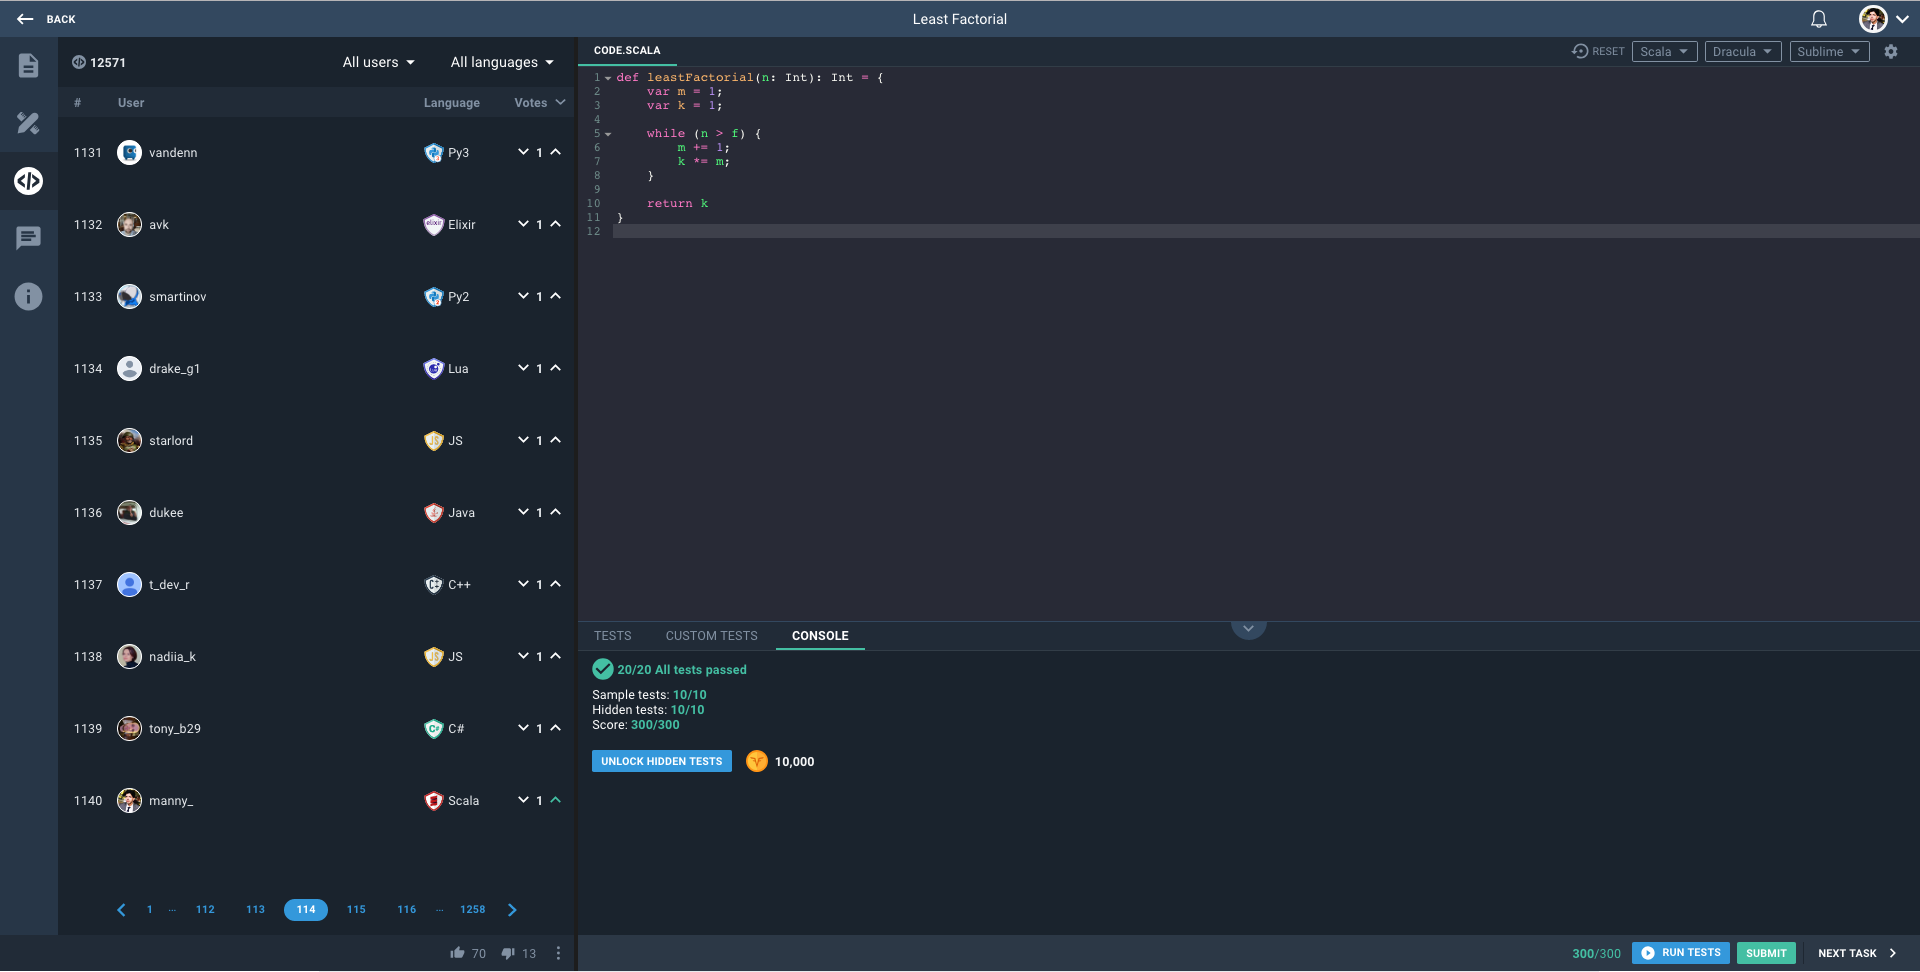 BACK
Least Factorial
12571
All users
All languages
# User Language Votes
1131 vandenn Py3 1
1132 avk Elixir 1
1133 smartinov Py2 1
1134 drake_g1 Lua 1
1135 starlord JS 1
1136 dukee Java 1
1137 t_dev_r C++ 1
1138 nadiia_k JS 1
1139 tony_b29 C# 1
1140 manny_ Scala 1
1 ... 112 113 114 115 116 ... 1258
70 13
CODE.SCALA
RESET Scala Dracula Sublime
1 def leastFactorial(n: Int): Int = {
2     var m = 1;
3     var k = 1;
4
5     while (n > f) {
6         m += 1;
7         k *= m;
8     }
9
10     return k
11 }
12
TESTS CUSTOM TESTS CONSOLE
20/20 All tests passed
Sample tests: 10/10
Hidden tests: 10/10
Score: 300/300
UNLOCK HIDDEN TESTS 10,000
300/300 RUN TESTS SUBMIT NEXT TASK